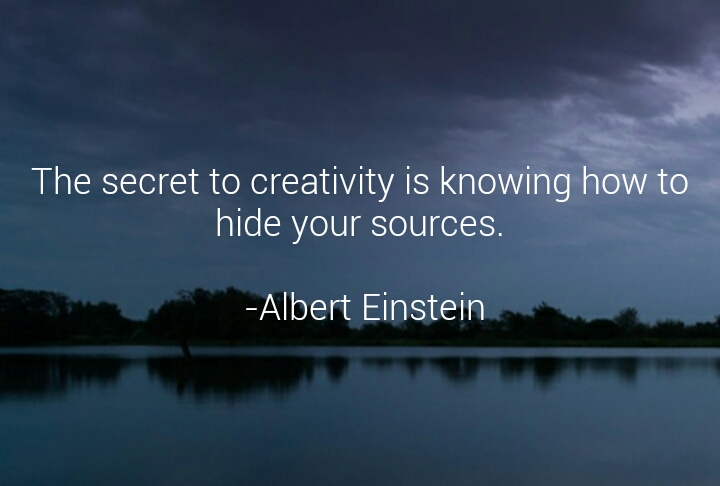 The secret to creativity is knowing how to
hide your sources.
-Albert Einstein